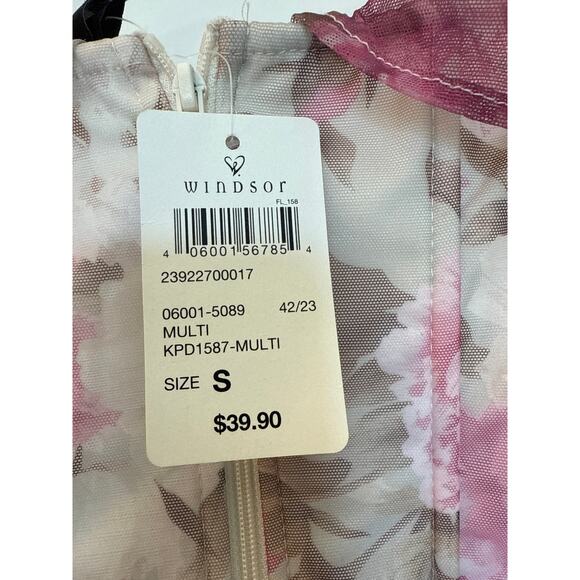 WINDSOR
FL_158
4 06001 56785 4
23922700017
06001-5089 42/23
MULTI
KPD1587-MULTI
SIZE S
$39.90